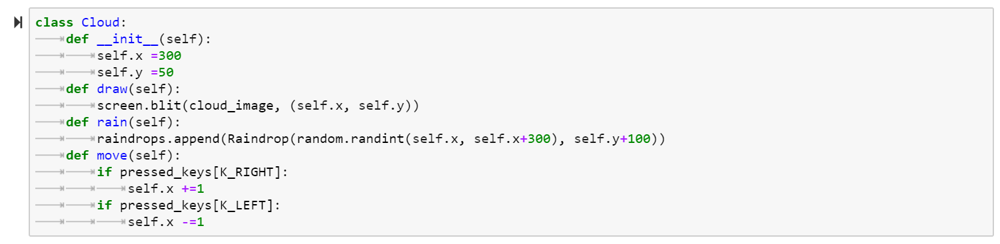 class Cloud:
    def __init__(self):
        self.x =300
        self.y =50
    def draw(self):
        screen.blit(cloud_image, (self.x, self.y))
    def rain(self):
        raindrops.append(Raindrop(random.randint(self.x, self.x+300), self.y+100))
    def move(self):
        if pressed_keys[K_RIGHT]:
            self.x +=1
        if pressed_keys[K_LEFT]:
            self.x -=1